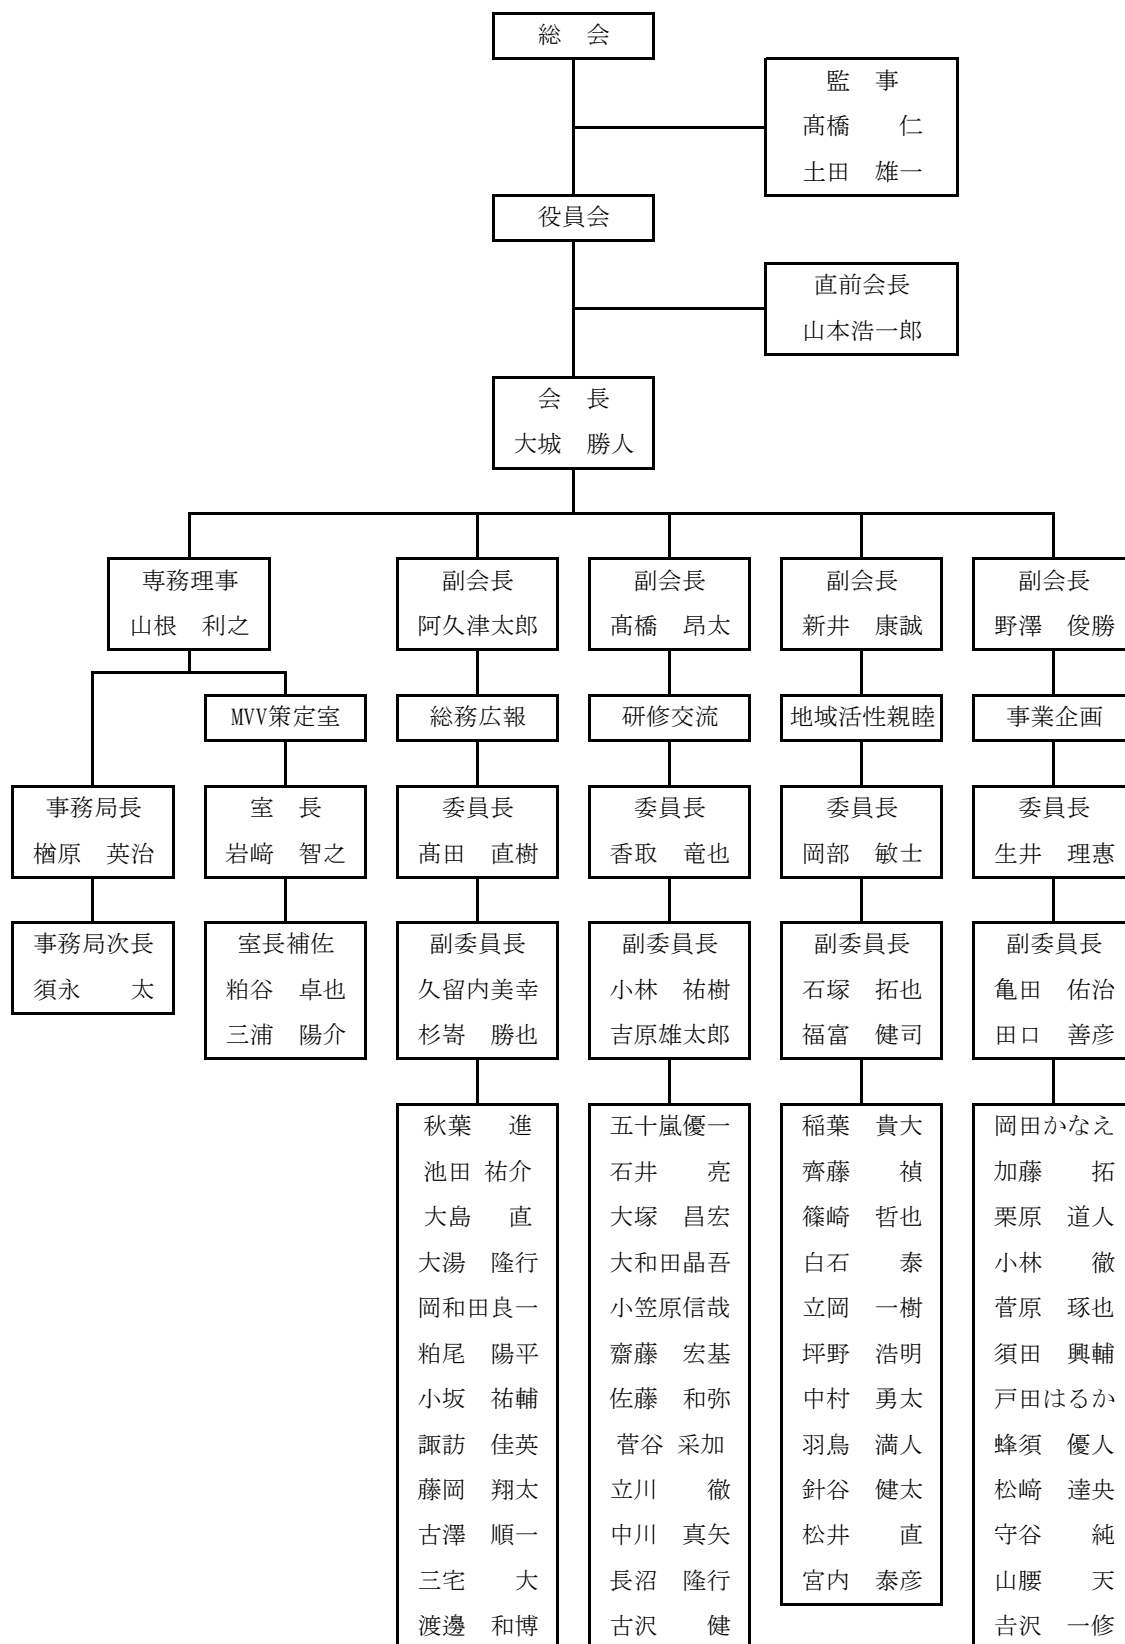 総　会
監　事
髙橋　　仁
土田　雄一
役員会
直前会長
山本浩一郎
会　長
大城　勝人
専務理事
山根　利之
副会長
阿久津太郎
副会長
髙橋　昂太
副会長
新井　康誠
副会長
野澤　俊勝
MVV策定室
総務広報
研修交流
地域活性親睦
事業企画
事務局長
楢原　英治
室　長
岩﨑　智之
委員長
髙田　直樹
委員長
香取　竜也
委員長
岡部　敏士
委員長
生井　理惠
事務局次長
須永　　太
室長補佐
粕谷　卓也
三浦　陽介
副委員長
久留内美幸
杉嵜　勝也
副委員長
小林　祐樹
吉原雄太郎
副委員長
石塚　拓也
福富　健司
副委員長
亀田　佑治
田口　善彦
秋葉　進
池田 祐介
大島　直
大湯　隆行
岡和田良一
粕尾　陽平
小坂　祐輔
諏訪　佳英
藤岡　翔太
古澤　順一
三宅　　大
渡邊　和博
五十嵐優一
石井　　亮
大塚　昌宏
大和田晶吾
小笠原信哉
齋藤　宏基
佐藤　和弥
菅谷 采加
立川　　徹
中川　真矢
長沼　隆行
古沢　　健
稲葉　貴大
齊藤　　禎
篠崎　哲也
白石　　泰
立岡　一樹
坪野　浩明
中村　勇太
羽鳥　満人
針谷　健太
松井　　直
宮内　泰彦
岡田かなえ
加藤　　拓
栗原　道人
小林　　徹
菅原　琢也
須田　興輔
戸田はるか
蜂須　優人
松﨑　達央
守谷　　純
山腰　　天
𠮷沢　一修